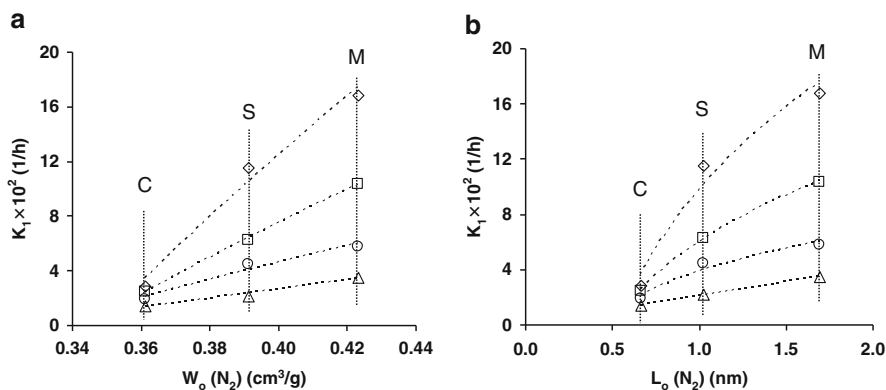 a
K₁×10² (1/h)
20
16
12
8
4
0
C
S
M
0.34
0.36
0.38
0.40
0.42
0.44
Wₒ (N₂) (cm³/g)
b
K₁×10² (1/h)
20
16
12
8
4
0
C
S
M
0.0
0.5
1.0
1.5
2.0
Lₒ (N₂) (nm)